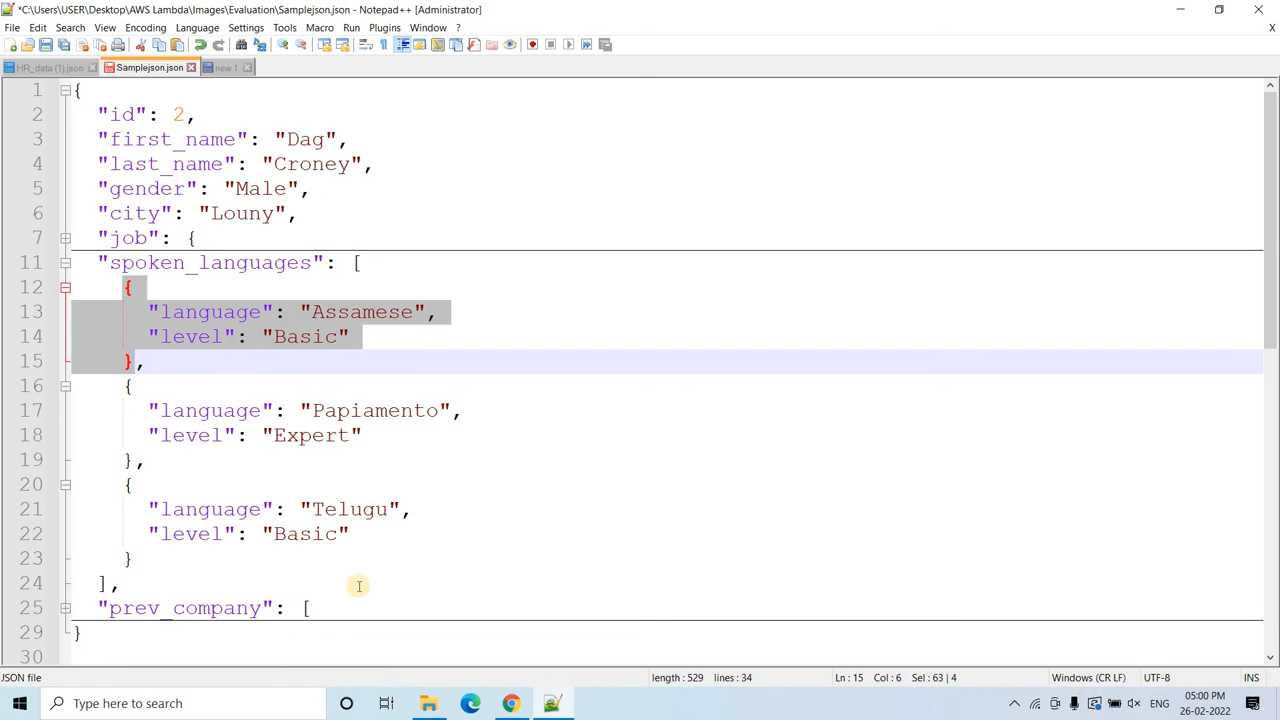 *C:\Users\USER\Desktop\AWS Lambda\Images\Evaluation\Samplejson.json - Notepad++ [Administrator]
File Edit Search View Encoding Language Settings Tools Macro Run Plugins Window ? X
HR_data (1).json Samplejson.json new 1
1 {
2 "id": 2,
3 "first_name": "Dag",
4 "last_name": "Croney",
5 "gender": "Male",
6 "city": "Louny",
7 "job": {
11 "spoken_languages": [
12 {
13 "language": "Assamese",
14 "level": "Basic"
15 },
16 {
17 "language": "Papiamento",
18 "level": "Expert"
19 },
20 {
21 "language": "Telugu",
22 "level": "Basic"
23 }
24 ],
25 "prev_company": [
29 }
30
JSON file length : 529 lines : 34 Ln : 15 Col : 6 Sel : 63 | 4 Windows (CR LF) UTF-8 INS
Type here to search ENG 05:00 PM
26-02-2022